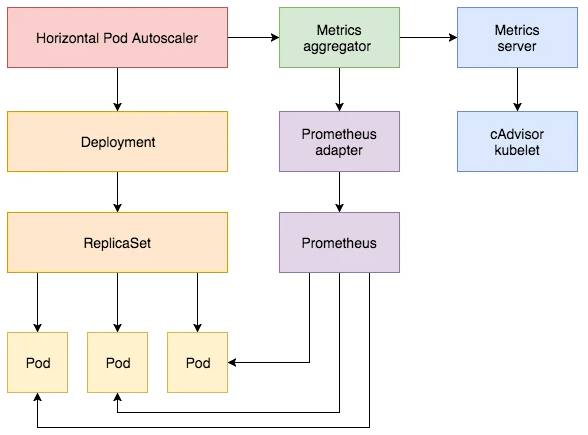 Horizontal Pod Autoscaler
Metrics
aggregator
Metrics
server
Deployment
Prometheus
adapter
cAdvisor
kubelet
ReplicaSet
Prometheus
Pod
Pod
Pod